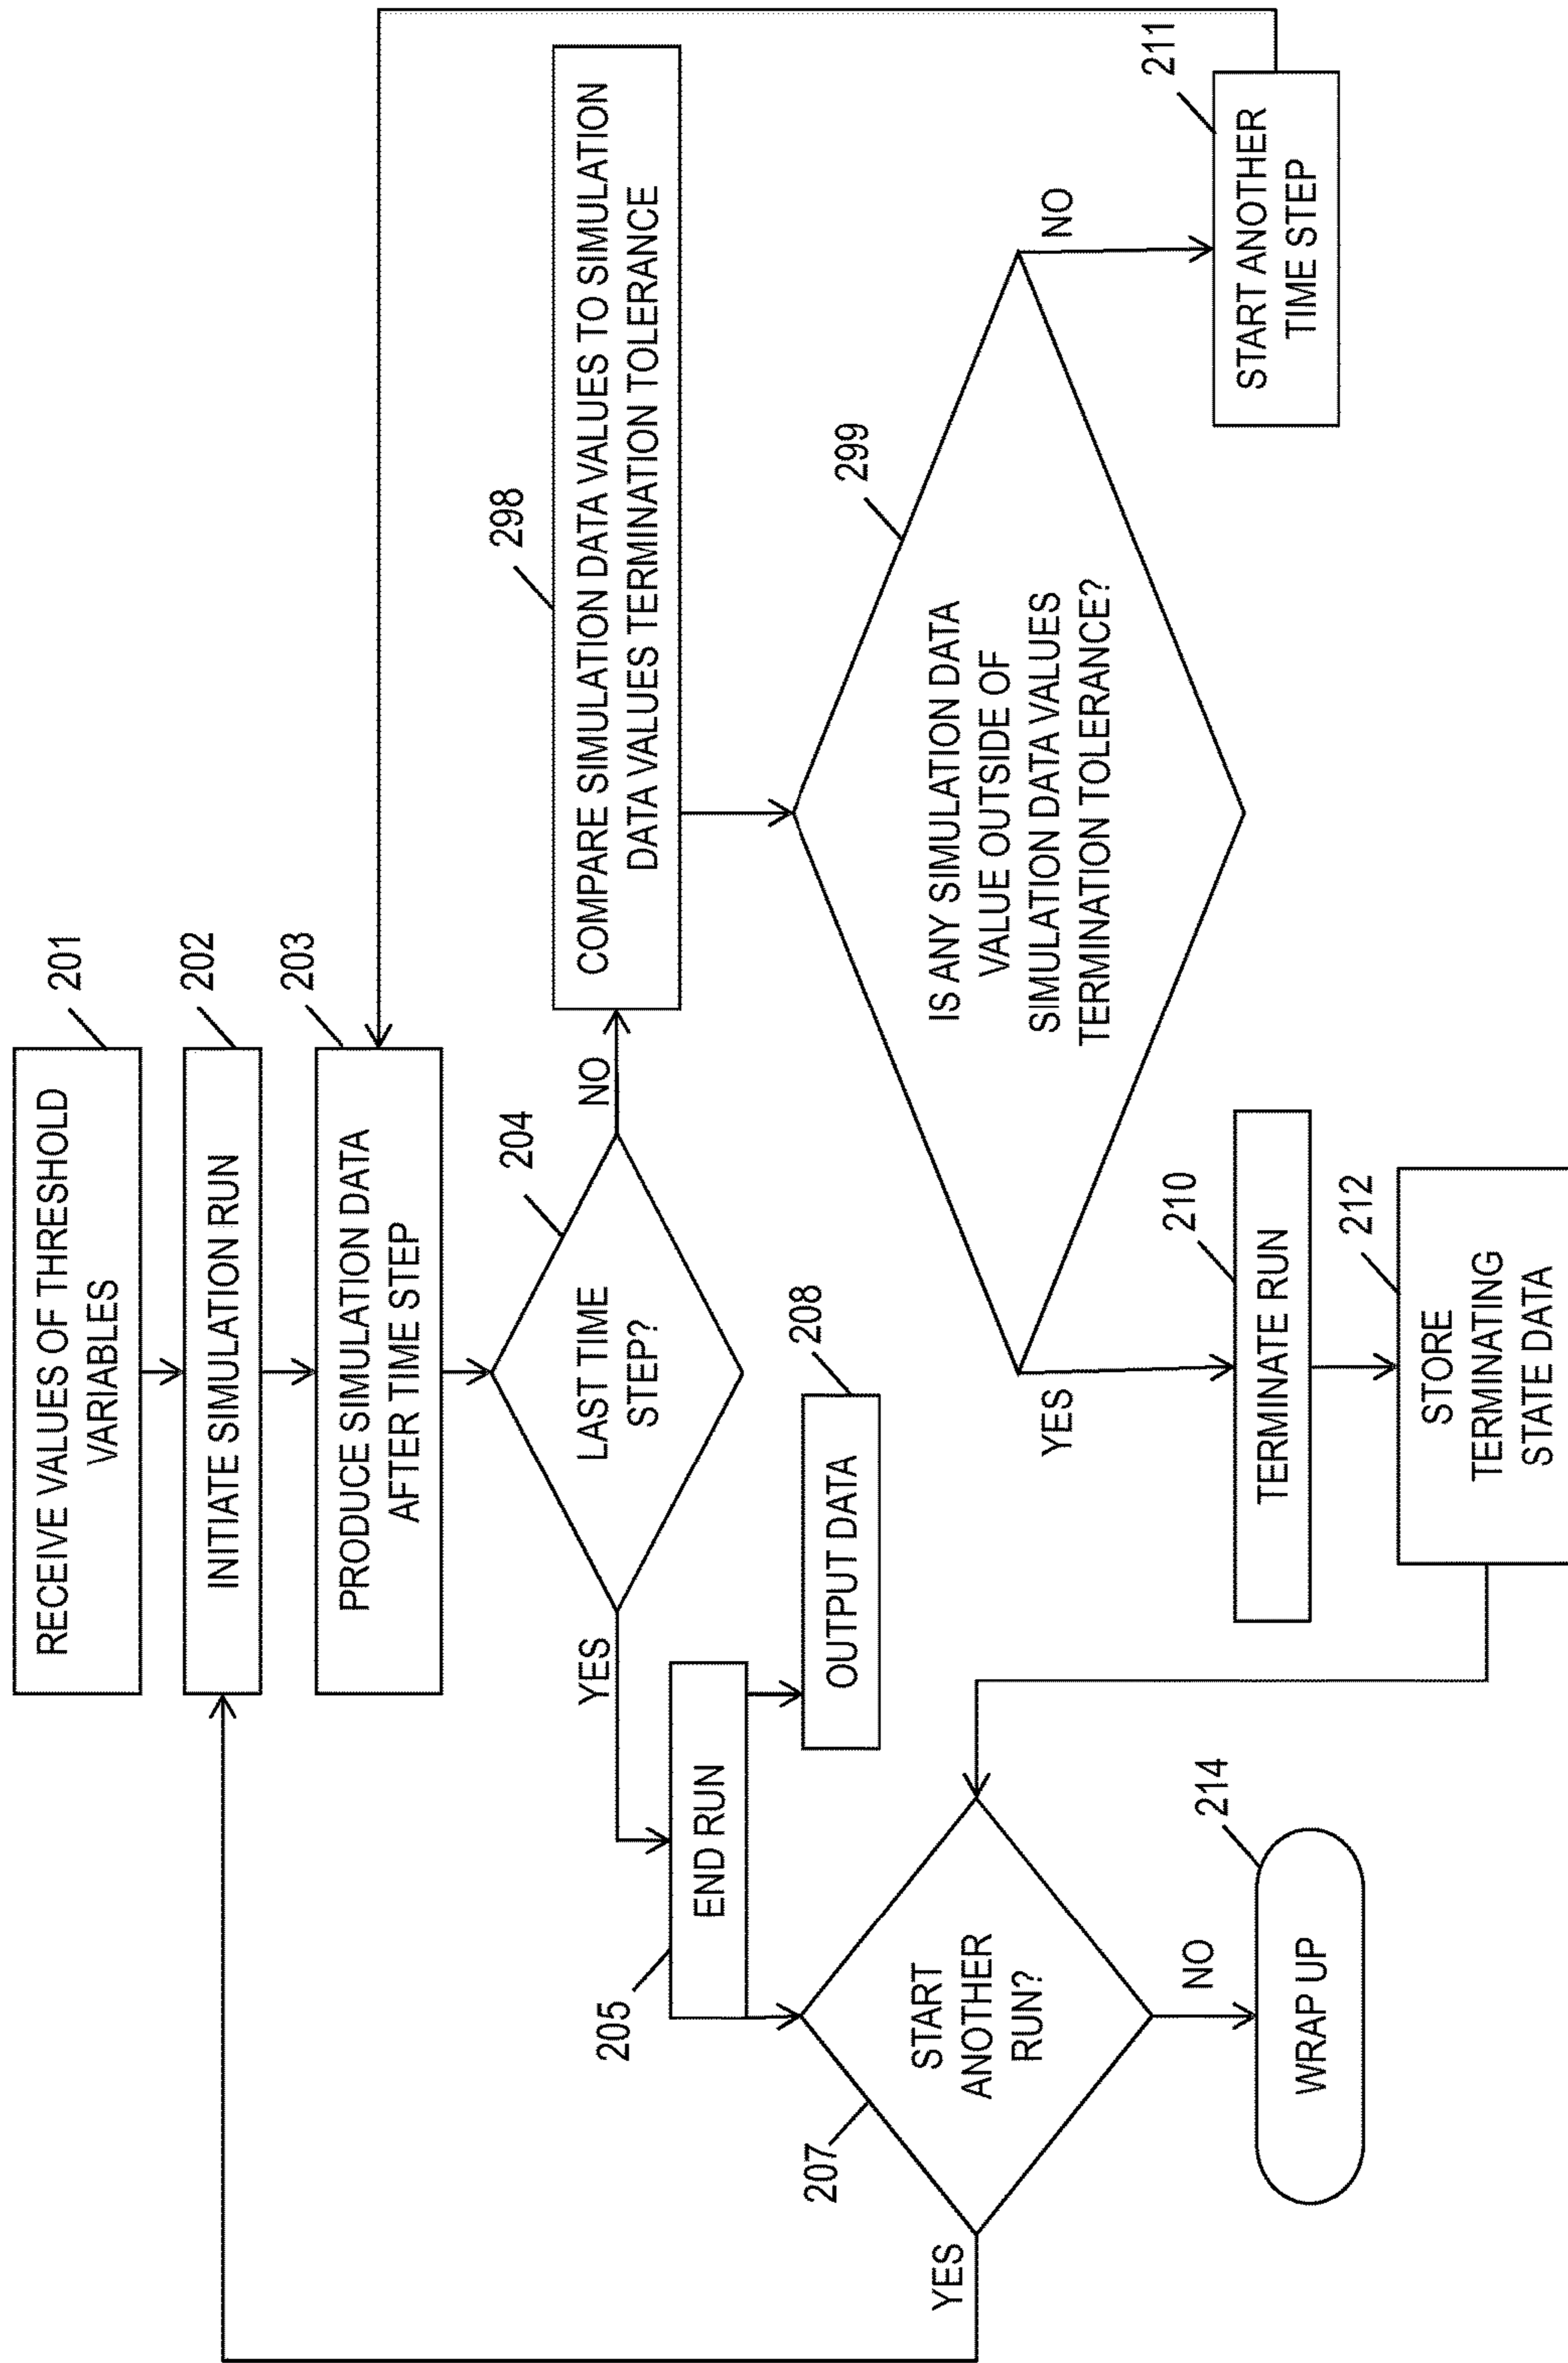 RECEIVE VALUES OF THRESHOLD
VARIABLES
201
INITIATE SIMULATION RUN
202
PRODUCE SIMULATION DATA
AFTER TIME STEP
203
LAST TIME
STEP?
204
YES
NO
END RUN
205
OUTPUT DATA
208
COMPARE SIMULATION DATA VALUES TO SIMULATION
DATA VALUES TERMINATION TOLERANCE
298
IS ANY SIMULATION DATA
VALUE OUTSIDE OF
SIMULATION DATA VALUES
TERMINATION TOLERANCE?
299
YES
NO
START ANOTHER
TIME STEP
211
TERMINATE RUN
210
STORE
TERMINATING
STATE DATA
212
START
ANOTHER
RUN?
207
YES
NO
WRAP UP
214